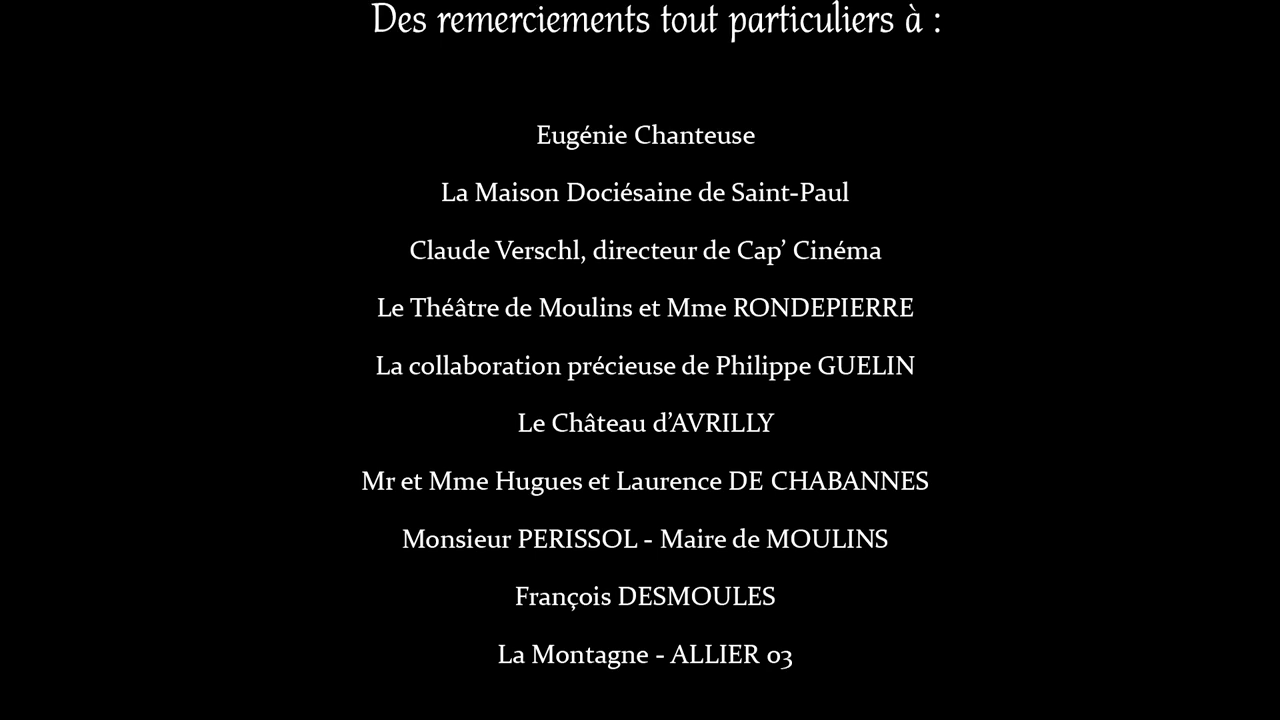 Des remerciements tout particuliers à :
Eugénie Chanteuse
La Maison Dociésaine de Saint-Paul
Claude Verschl, directeur de Cap’ Cinéma
Le Théâtre de Moulins et Mme RONDEPIERRE
La collaboration précieuse de Philippe GUELIN
Le Château d’AVRILLY
Mr et Mme Hugues et Laurence DE CHABANNES
Monsieur PERISSOL - Maire de MOULINS
François DESMOULES
La Montagne - ALLIER 03